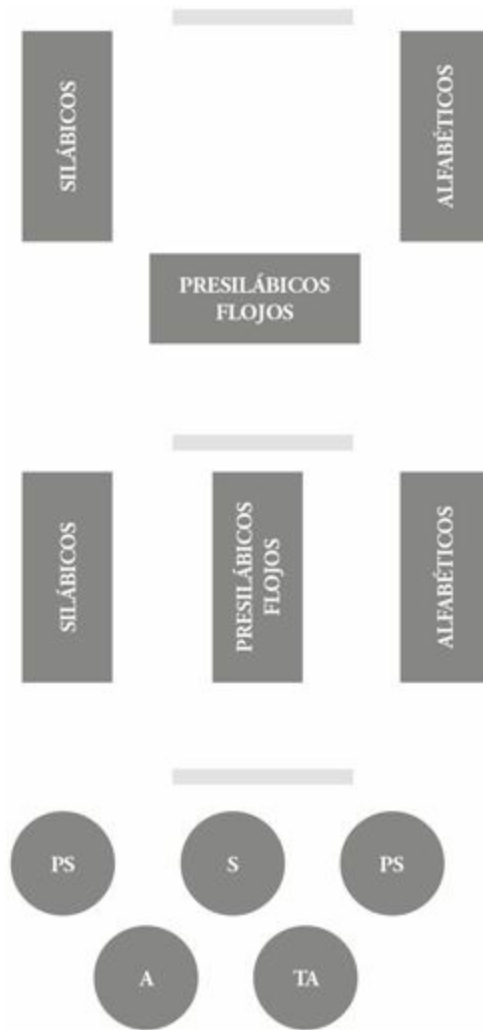 SILÁBICOS
ALFABÉTICOS
PRESILÁBICOS
FLOJOS
SILÁBICOS
PRESILÁBICOS
FLOJOS
ALFABÉTICOS
PS
S
PS
A
TA